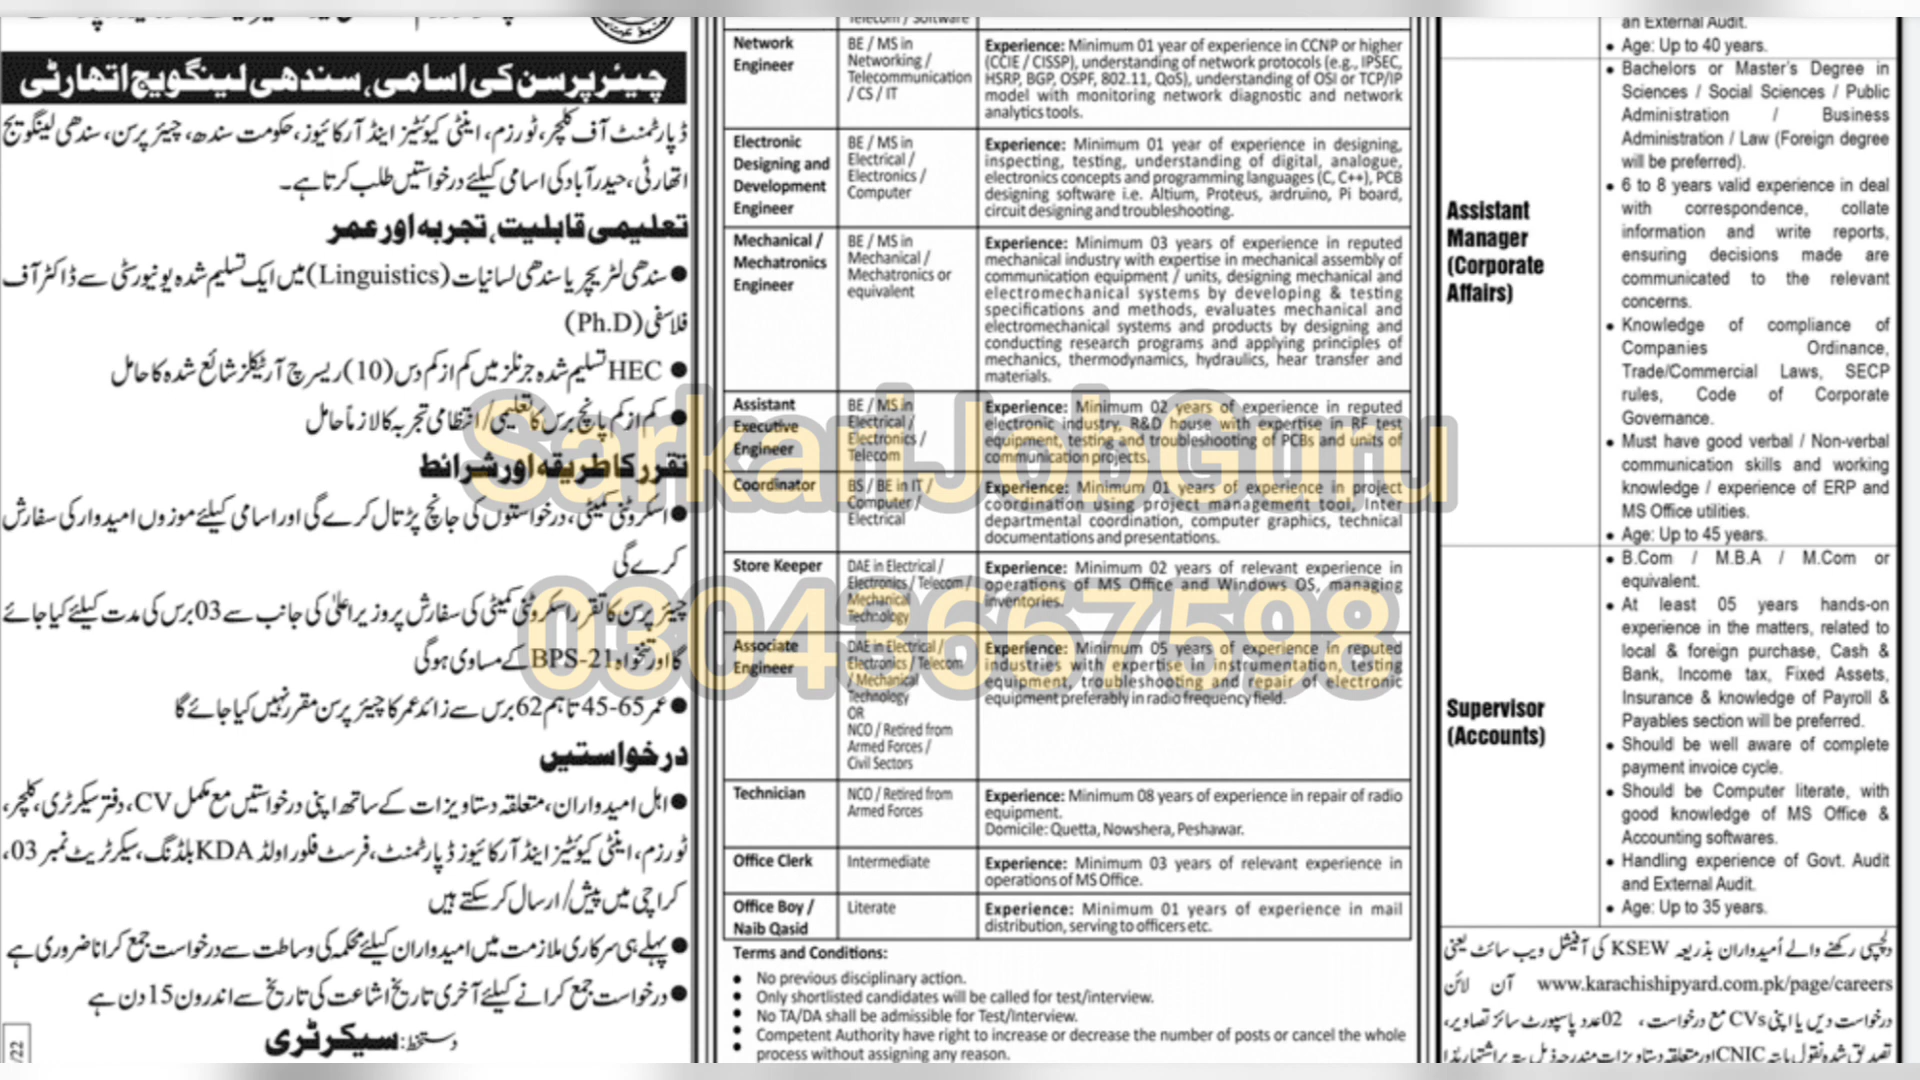 چیئرپرسن کی اسامی، سندھی لینگویج اتھارٹی
ڈپارٹمنٹ آف کلچر، ٹورزم، اینٹی کیوٹیز اینڈ آرکائیوز، حکومت سندھ، چیئرپرسن، سندھی لینگویج
اتھارٹی، حیدرآباد کی اسامی کیلئے درخواستیں طلب کرتا ہے۔
تعلیمی قابلیت، تجربہ اور عمر
● سندھی لٹریچر یا سندھی لسانیات (Linguistics) میں ایک تسلیم شدہ یونیورسٹی سے ڈاکٹر آف
فلاسفی (Ph.D)
● HEC تسلیم شدہ جرنلز میں کم از کم دس (10) ریسرچ آرٹیکلز شائع شدہ کا حامل
● کم از کم پانچ برس کا تعلیمی/انتظامی تجربہ کا لازماً حامل
تقرر کا طریقہ اور شرائط
● اسکروٹنی کمیٹی، درخواستوں کی جانچ پڑتال کرے گی اور اسامی کیلئے موزوں امیدوار کی سفارش
کرے گی
چیئرپرسن کا تقرر اسکروٹنی کمیٹی کی سفارش پر وزیراعلیٰ کی جانب سے 03 برس کی مدت کیلئے کیا جائے
گا اور تنخواہ BPS-21 کے مساوی ہوگی
● عمر 65-45 تاہم 62 برس سے زائد عمر کا چیئرپرسن مقرر نہیں کیا جائے گا
درخواستیں
● اہل امیدواران، متعلقہ دستاویزات کے ساتھ اپنی درخواستیں مع مکمل CV، دفتر سیکرٹری، کلچر،
ٹورزم، اینٹی کیوٹیز اینڈ آرکائیوز ڈپارٹمنٹ، فرسٹ فلور اولڈ KDA بلڈنگ، سیکرٹریٹ نمبر 03،
کراچی میں پیش/ارسال کر سکتے ہیں
● پہلے ہی سرکاری ملازمت میں امیدواران کیلئے محکمہ کی وساطت سے درخواست جمع کرانا ضروری ہے
● درخواست جمع کرانے کیلئے آخری تاریخ اشاعت کی تاریخ سے اندرون 15 دن ہے
دستخط: سیکرٹری
/22
Telecom / Software
Network Engineer
BE / MS in
Networking /
Telecommunication
/ CS / IT
Experience: Minimum 01 year of experience in CCNP or higher
(CCIE / CISSP), understanding of network protocols (e.g., IPSEC,
HSRP, BGP, OSPF, 802.11, QoS), understanding of OSI or TCP/IP
model with monitoring network diagnostic and network
analytics tools.
Electronic
Designing and
Development
Engineer
BE / MS in
Electrical /
Electronics /
Computer
Experience: Minimum 01 year of experience in designing,
inspecting, testing, understanding of digital, analogue,
electronics concepts and programming languages (C, C++), PCB
designing software i.e. Altium, Proteus, ardruino, Pi board,
circuit designing and troubleshooting.
Mechanical /
Mechatronics
Engineer
BE / MS in
Mechanical /
Mechatronics or
equivalent
Experience: Minimum 03 years of experience in reputed
mechanical industry with expertise in mechanical assembly of
communication equipment / units, designing mechanical and
electromechanical systems by developing & testing
specifications and methods, evaluates mechanical and
electromechanical systems and products by designing and
conducting research programs and applying principles of
mechanics, thermodynamics, hydraulics, hear transfer and
materials.
Assistant
Executive
Engineer
BE / MS in
Electrical /
Electronics /
Telecom
Experience: Minimum 02 years of experience in reputed
electronic industry, R&D house with expertise in RF test
equipment, testing and troubleshooting of PCBs and units of
communication projects.
Coordinator
BS / BE in IT /
Computer /
Electrical
Experience: Minimum 01 years of experience in project
coordination using project management tool, Inter
departmental coordination, computer graphics, technical
documentations and presentations.
Store Keeper
DAE in Electrical /
Electronics / Telecom /
Mechanical
Technology
Experience: Minimum 02 years of relevant experience in
operations of MS Office and Windows OS, managing
inventories.
Associate
Engineer
DAE in Electrical /
Electronics / Telecom
/ Mechanical
Technology
OR
NCO / Retired from
Armed Forces /
Civil Sectors
Experience: Minimum 05 years of experience in reputed
industries with expertise in instrumentation, testing
equipment, troubleshooting and repair of electronic
equipment preferably in radio frequency field.
Technician
NCO / Retired from
Armed Forces
Experience: Minimum 08 years of experience in repair of radio
equipment.
Domicile: Quetta, Nowshera, Peshawar.
Office Clerk
Intermediate
Experience: Minimum 03 years of relevant experience in
operations of MS Office.
Office Boy /
Naib Qasid
Literate
Experience: Minimum 01 years of experience in mail
distribution, serving to officers etc.
Terms and Conditions:
● No previous disciplinary action.
● Only shortlisted candidates will be called for test/interview.
● No TA/DA shall be admissible for Test/Interview.
● Competent Authority have right to increase or decrease the number of posts or cancel the whole
● process without assigning any reason.
an External Audit.
● Age: Up to 40 years.
Assistant
Manager
(Corporate
Affairs)
● Bachelors or Master's Degree in
Sciences / Social Sciences / Public
Administration / Business
Administration / Law (Foreign degree
will be preferred).
● 6 to 8 years valid experience in deal
with correspondence, collate
information and write reports,
ensuring decisions made are
communicated to the relevant
concerns.
● Knowledge of compliance of
Companies Ordinance,
Trade/Commercial Laws, SECP
rules, Code of Corporate
Governance.
● Must have good verbal / Non-verbal
communication skills and working
knowledge / experience of ERP and
MS Office utilities.
● Age: Up to 45 years.
Supervisor
(Accounts)
● B.Com / M.B.A / M.Com or
equivalent.
● At least 05 years hands-on
experience in the matters, related to
local & foreign purchase, Cash &
Bank, Income tax, Fixed Assets,
Insurance & knowledge of Payroll &
Payables section will be preferred.
● Should be well aware of complete
payment invoice cycle.
● Should be Computer literate, with
good knowledge of MS Office &
Accounting softwares.
● Handling experience of Govt. Audit
and External Audit.
● Age: Up to 35 years.
دلچسپی رکھنے والے اُمیدواران بذریعہ KSEW کی آفیشل ویب سائٹ یعنی
www.karachishipyard.com.pk/page/careers آن لائن
درخواست دیں یا اپنی CVs مع درخواست، 02 عدد پاسپورٹ سائز تصاویر،
تصدیق شدہ نقول بابت CNIC اور متعلقہ دستاویزات مندرجہ ذیل پتہ پر اشتہار ہٰذا
SarkariJobGuru
03043667598